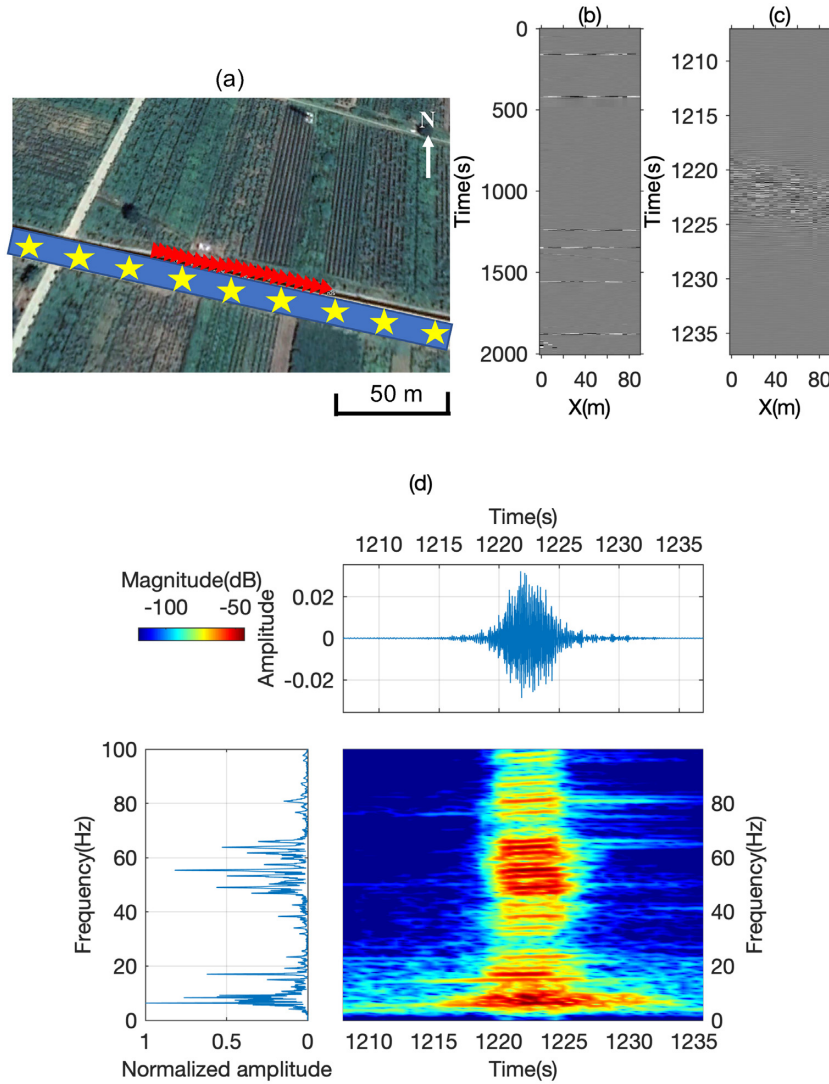 (a)
N
50 m
(b)
0
500
1000
1500
2000
Time(s)
0 40 80
X(m)
(c)
1210
1215
1220
1225
1230
1235
Time(s)
0 40 80
X(m)
(d)
Time(s)
1210 1215 1220 1225 1230 1235
Magnitude(dB)
-100 -50
Amplitude
0.02
0
-0.02
100
80
60
40
20
0
Frequency(Hz)
1 0.5 0
Normalized amplitude
80
60
40
20
0
Frequency(Hz)
1210 1215 1220 1225 1230 1235
Time(s)